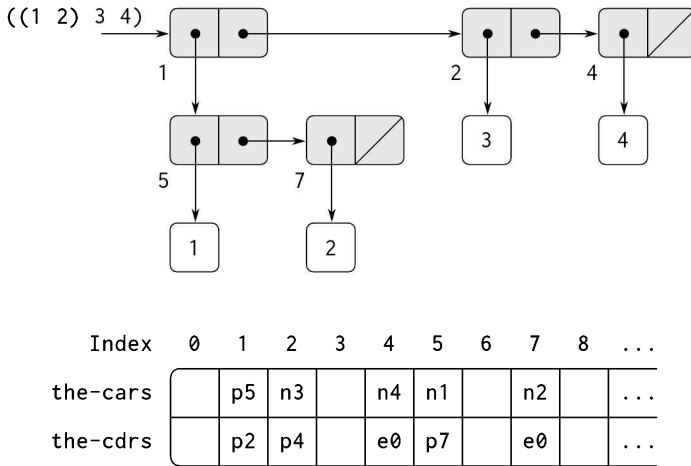 ((1 2) 3 4)
1 2 4
3 4
5 7
1 2
Index 0 1 2 3 4 5 6 7 8 ...
the-cars p5 n3 n4 n1 n2 ...
the-cdrs p2 p4 e0 p7 e0 ...